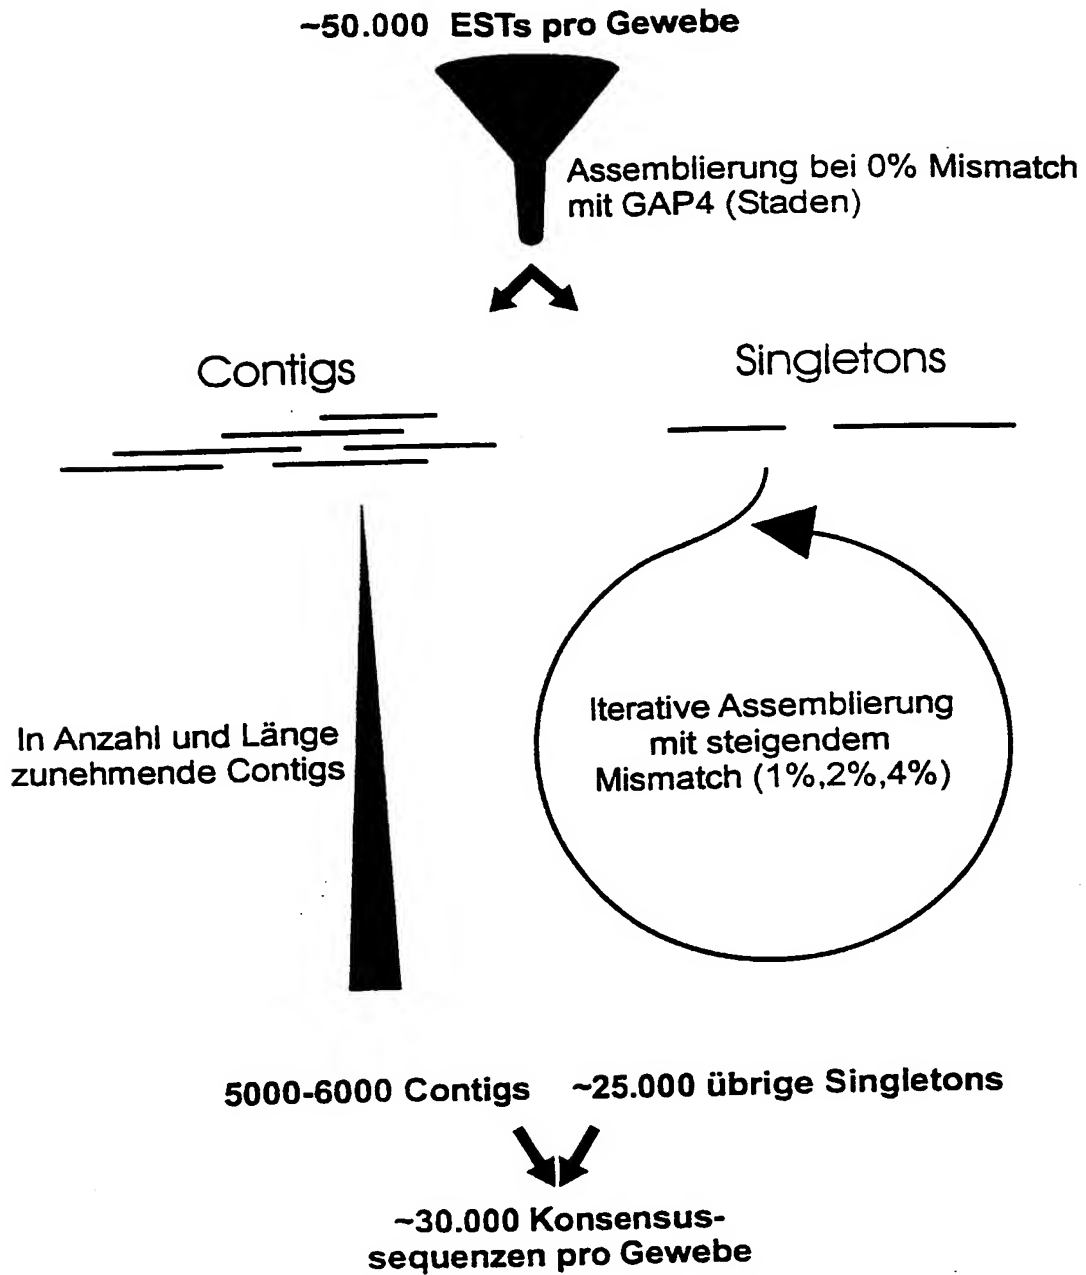 ~50.000 ESTs pro Gewebe
Assemblierung bei 0% Mismatch
mit GAP4 (Staden)
Contigs
Singletons
In Anzahl und Länge
zunehmende Contigs
Iterative Assemblierung
mit steigendem
Mismatch (1%,2%,4%)
5000-6000 Contigs
~25.000 übrige Singletons
~30.000 Konsensus-
sequenzen pro Gewebe